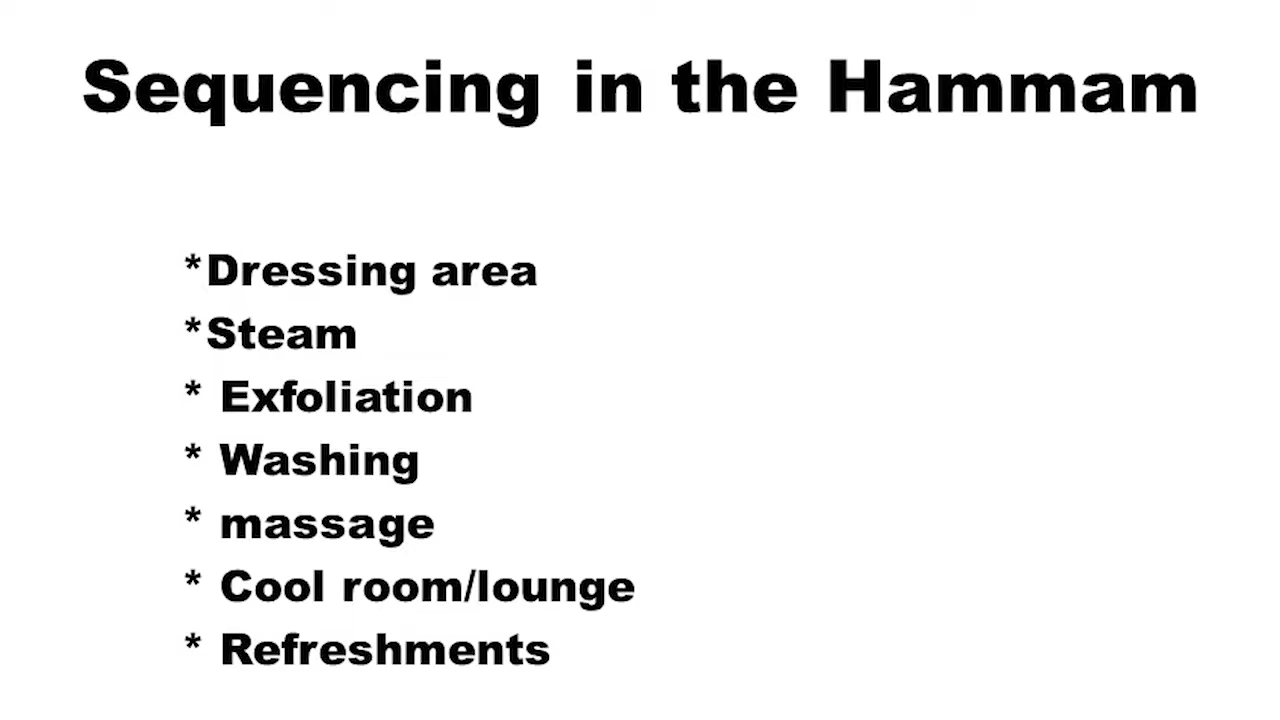 Sequencing in the Hammam
*Dressing area
*Steam
* Exfoliation
* Washing
* massage
* Cool room/lounge
* Refreshments